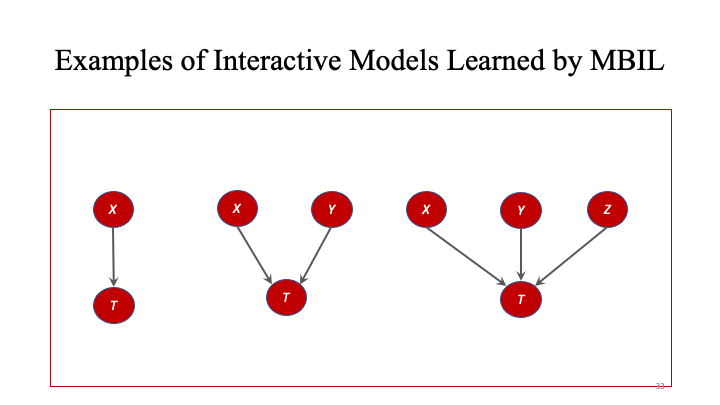 Examples of Interactive Models Learned by MBIL
X X Y X Y Z
T T T
33